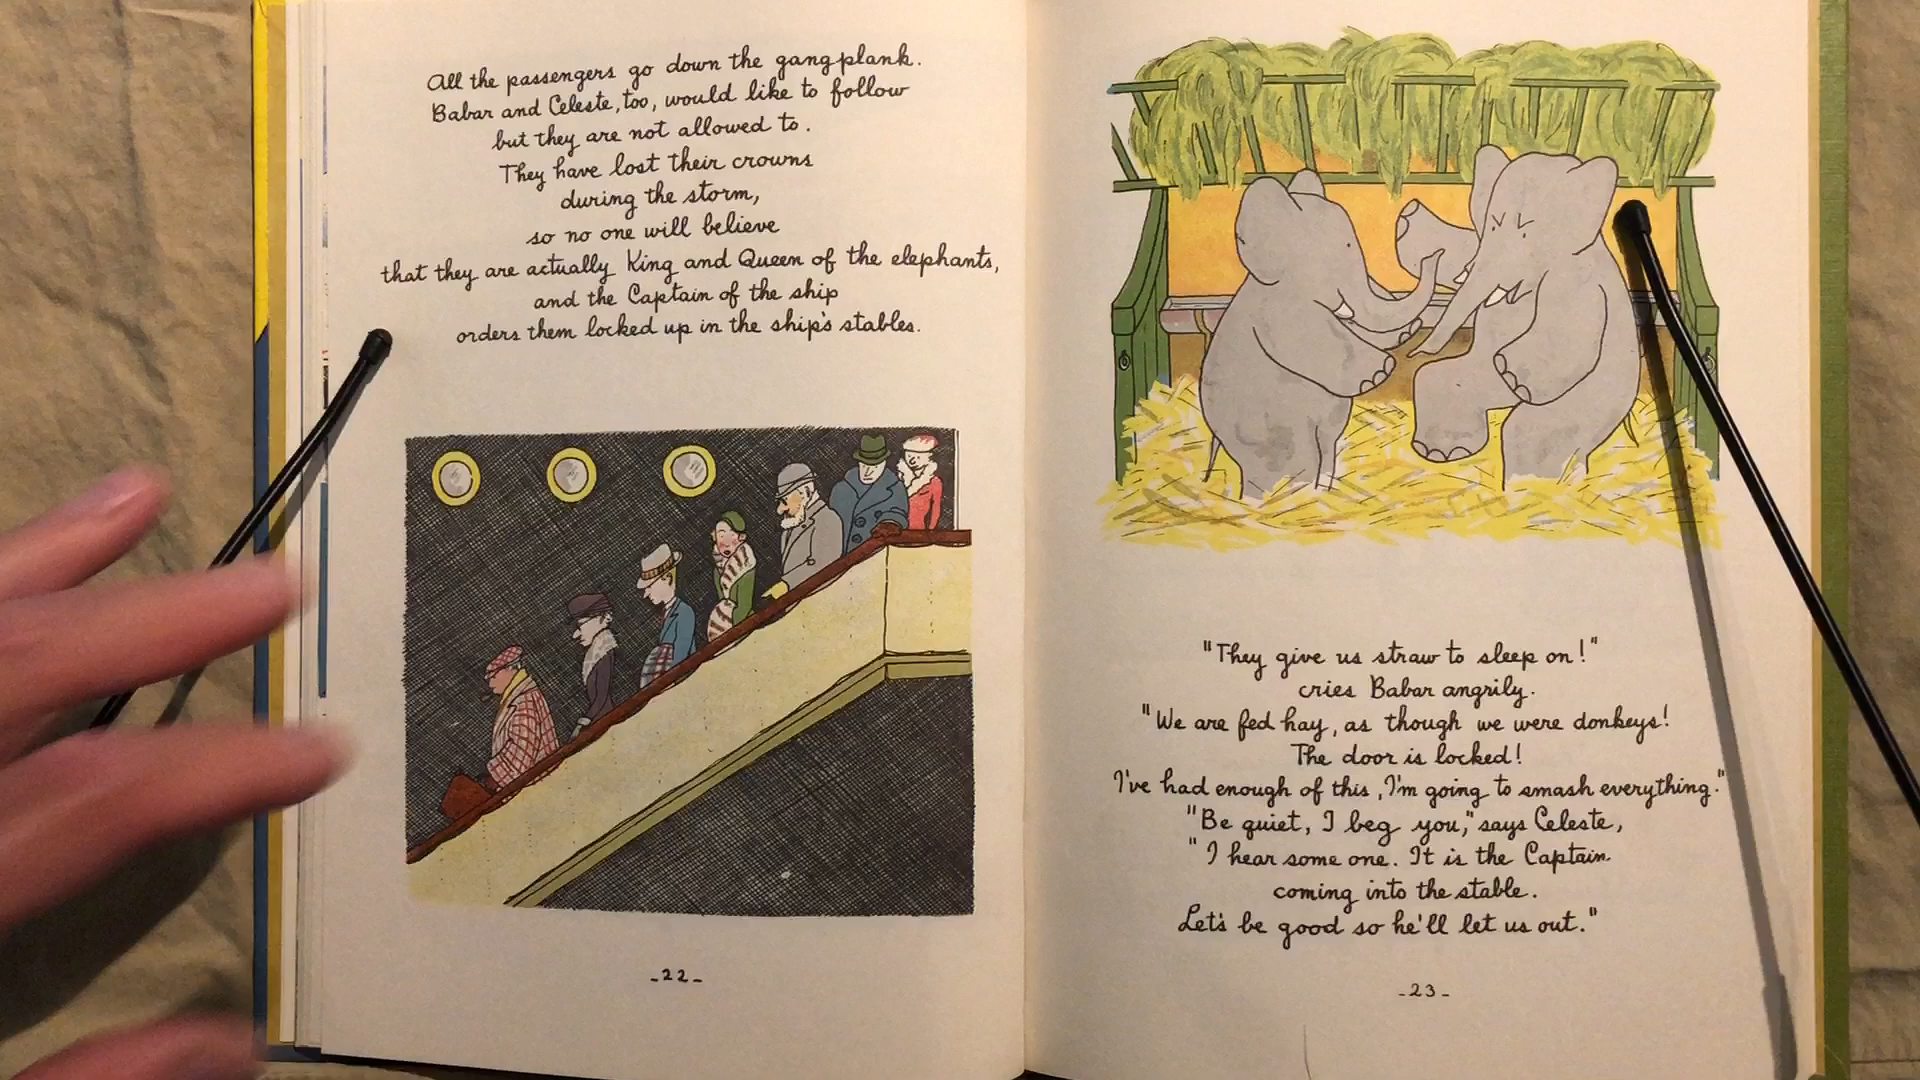 All the passengers go down the gangplank.
Babar and Celeste, too, would like to follow
but they are not allowed to.
They have lost their crowns
during the storm,
so no one will believe
that they are actually King and Queen of the elephants,
and the Captain of the ship
orders them locked up in the ship's stables.
-22-
"They give us straw to sleep on!"
cries Babar angrily.
"We are fed hay, as though we were donkeys!
The door is locked!
I've had enough of this, I'm going to smash everything."
"Be quiet, I beg you," says Celeste,
"I hear some one. It is the Captain
coming into the stable.
Let's be good so he'll let us out."
-23-